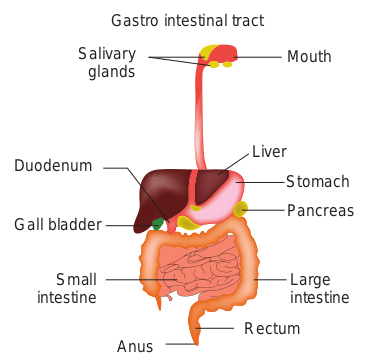 Gastro intestinal tract
Salivary
glands
Mouth
Liver
Duodenum
Stomach
Pancreas
Gall bladder
Small
intestine
Large
intestine
Rectum
Anus